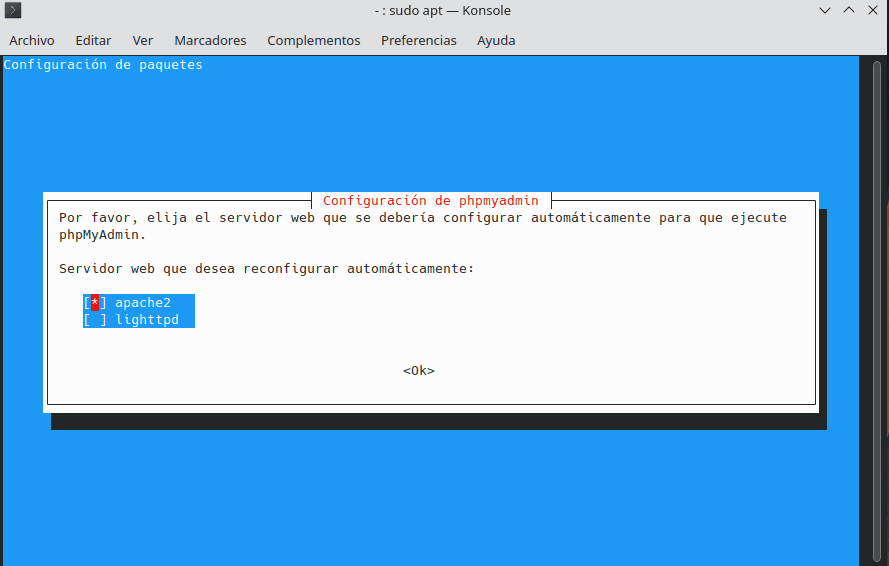 - : sudo apt — Konsole
Archivo Editar Ver Marcadores Complementos Preferencias Ayuda
Configuración de paquetes
Configuración de phpmyadmin
Por favor, elija el servidor web que se debería configurar automáticamente para que ejecute
phpMyAdmin.
Servidor web que desea reconfigurar automáticamente:
[*] apache2
[ ] lighttpd
<Ok>